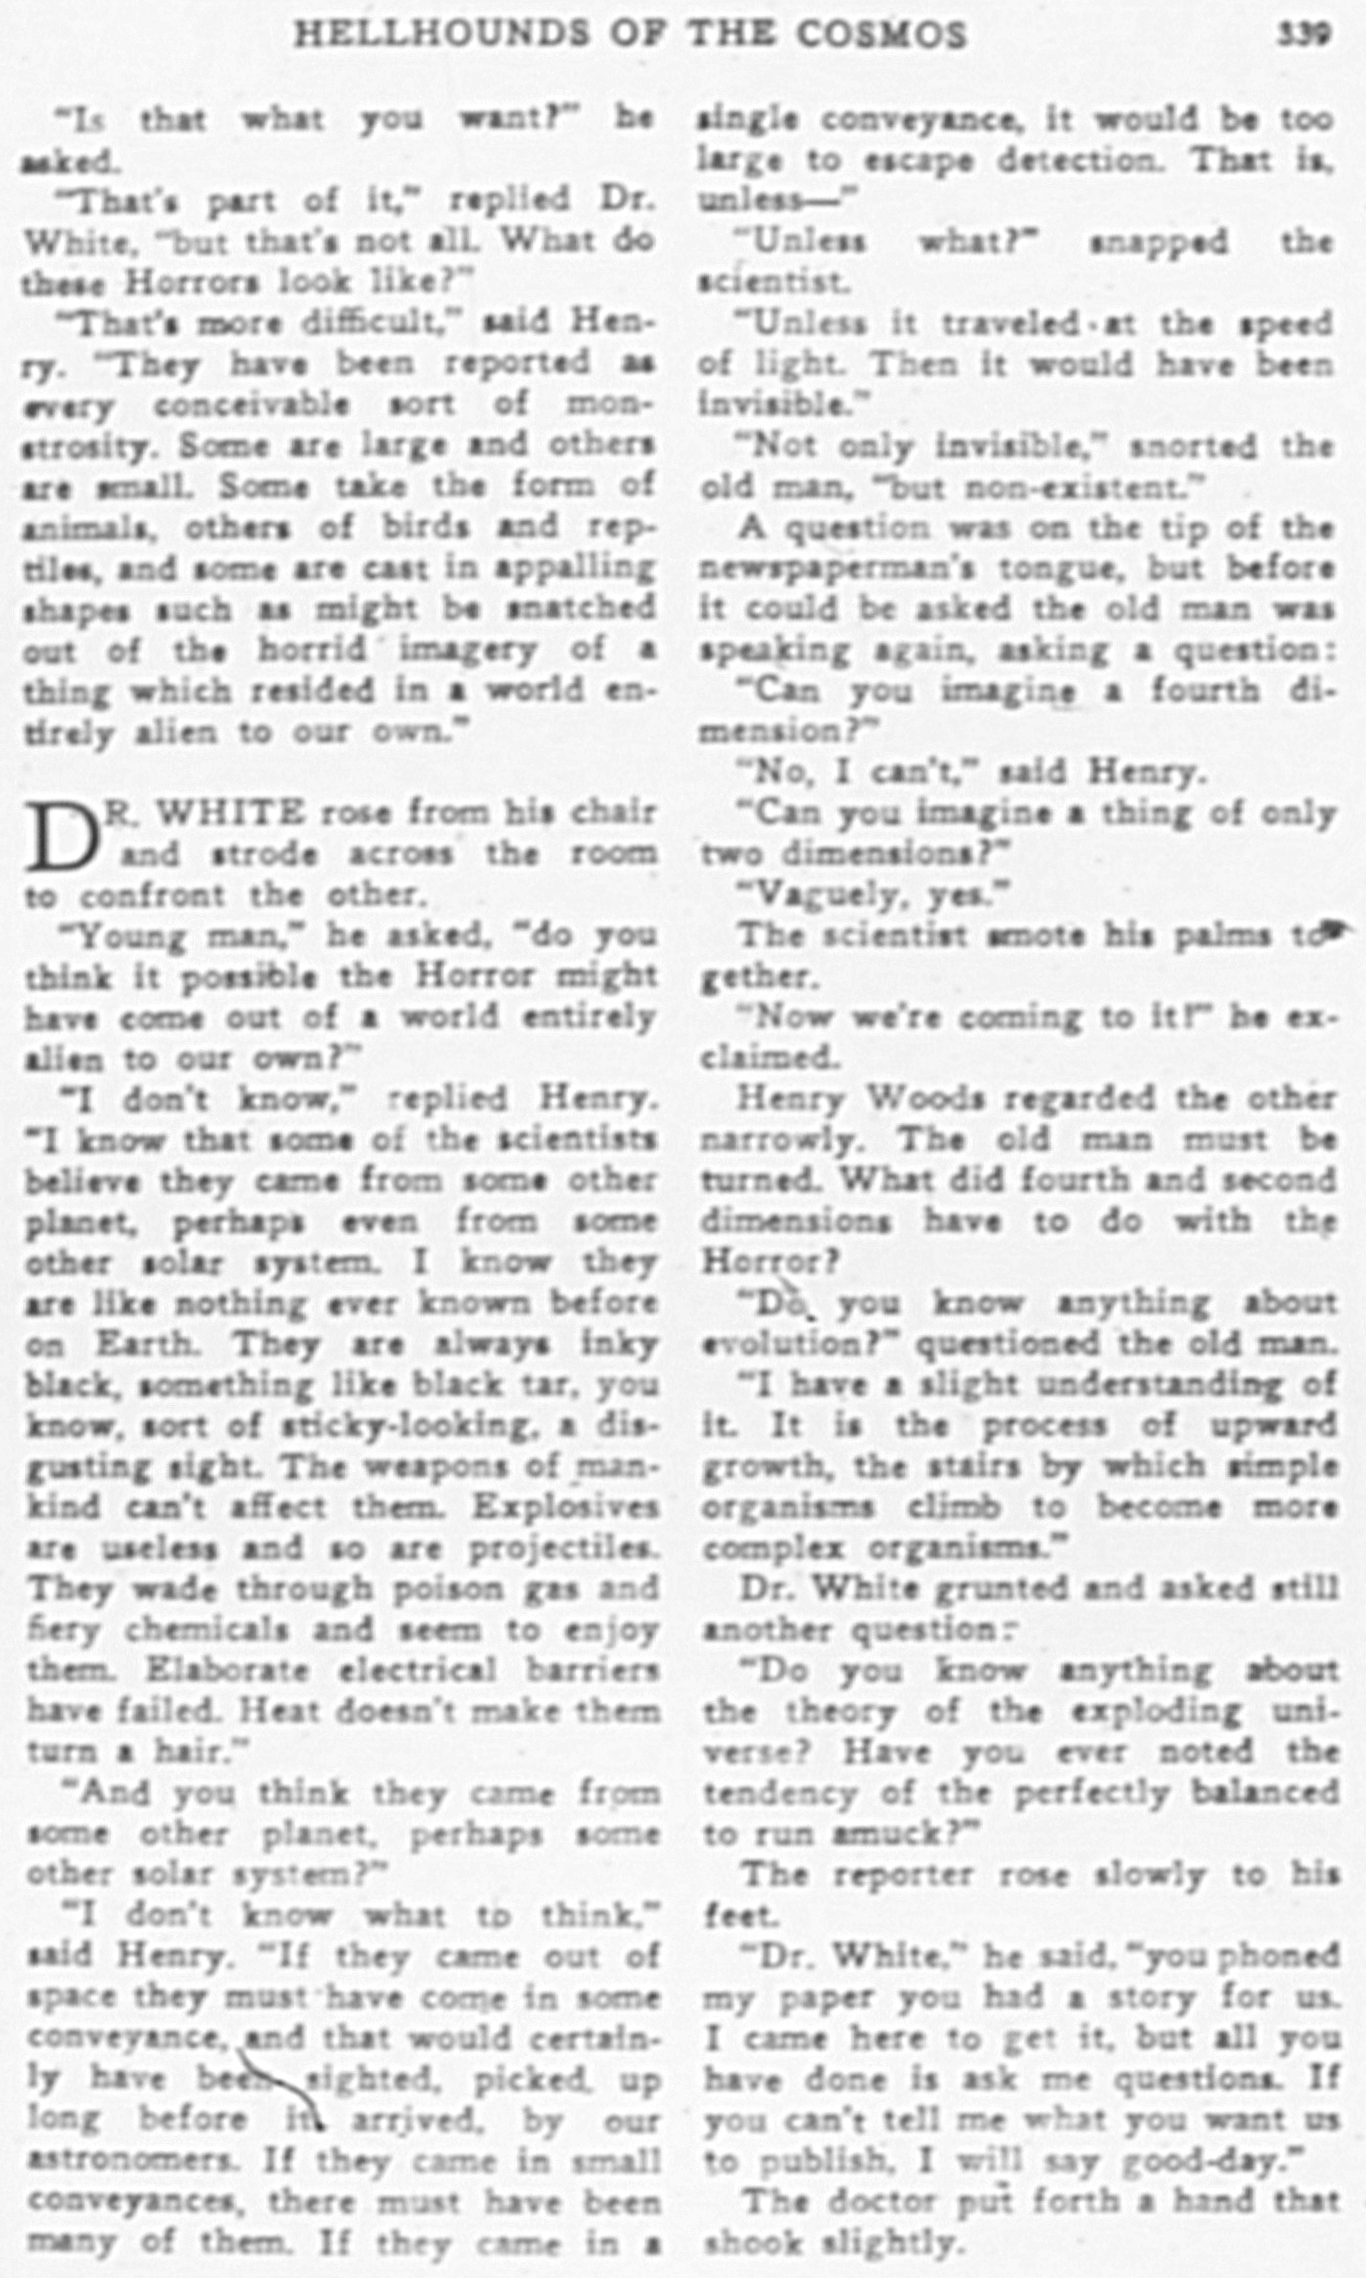 HELLHOUNDS OF THE COSMOS 339
"Is that what you want?" he
asked.
"That's part of it," replied Dr.
White, "but that's not all. What do
these Horrors look like?"
"That's more difficult," said Hen-
ry. "They have been reported as
every conceivable sort of mon-
strosity. Some are large and others
are small. Some take the form of
animals, others of birds and rep-
tiles, and some are cast in appalling
shapes such as might be snatched
out of the horrid imagery of a
thing which resided in a world en-
tirely alien to our own."
DR. WHITE rose from his chair
and strode across the room
to confront the other.
"Young man," he asked, "do you
think it possible the Horror might
have come out of a world entirely
alien to our own?"
"I don't know," replied Henry.
"I know that some of the scientists
believe they came from some other
planet, perhaps even from some
other solar system. I know they
are like nothing ever known before
on Earth. They are always inky
black, something like black tar, you
know, sort of sticky-looking, a dis-
gusting sight. The weapons of man-
kind can't affect them. Explosives
are useless and so are projectiles.
They wade through poison gas and
fiery chemicals and seem to enjoy
them. Elaborate electrical barriers
have failed. Heat doesn't make them
turn a hair."
"And you think they came from
some other planet, perhaps some
other solar system?"
"I don't know what to think,"
said Henry. "If they came out of
space they must have come in some
conveyance, and that would certain-
ly have been sighted, picked up
long before it arrived, by our
astronomers. If they came in small
conveyances, there must have been
many of them. If they came in a
single conveyance, it would be too
large to escape detection. That is,
unless—"
"Unless what?" snapped the
scientist.
"Unless it traveled at the speed
of light. Then it would have been
invisible."
"Not only invisible," snorted the
old man, "but non-existent."
A question was on the tip of the
newspaperman's tongue, but before
it could be asked the old man was
speaking again, asking a question:
"Can you imagine a fourth di-
mension?"
"No, I can't," said Henry.
"Can you imagine a thing of only
two dimensions?"
"Vaguely, yes."
The scientist smote his palms to-
gether.
"Now we're coming to it!" he ex-
claimed.
Henry Woods regarded the other
narrowly. The old man must be
turned. What did fourth and second
dimensions have to do with the
Horror?
"Do you know anything about
evolution?" questioned the old man.
"I have a slight understanding of
it. It is the process of upward
growth, the stairs by which simple
organisms climb to become more
complex organisms."
Dr. White grunted and asked still
another question:
"Do you know anything about
the theory of the exploding uni-
verse? Have you ever noted the
tendency of the perfectly balanced
to run amuck?"
The reporter rose slowly to his
feet.
"Dr. White," he said, "you phoned
my paper you had a story for us.
I came here to get it, but all you
have done is ask me questions. If
you can't tell me what you want us
to publish, I will say good-day."
The doctor put forth a hand that
shook slightly.